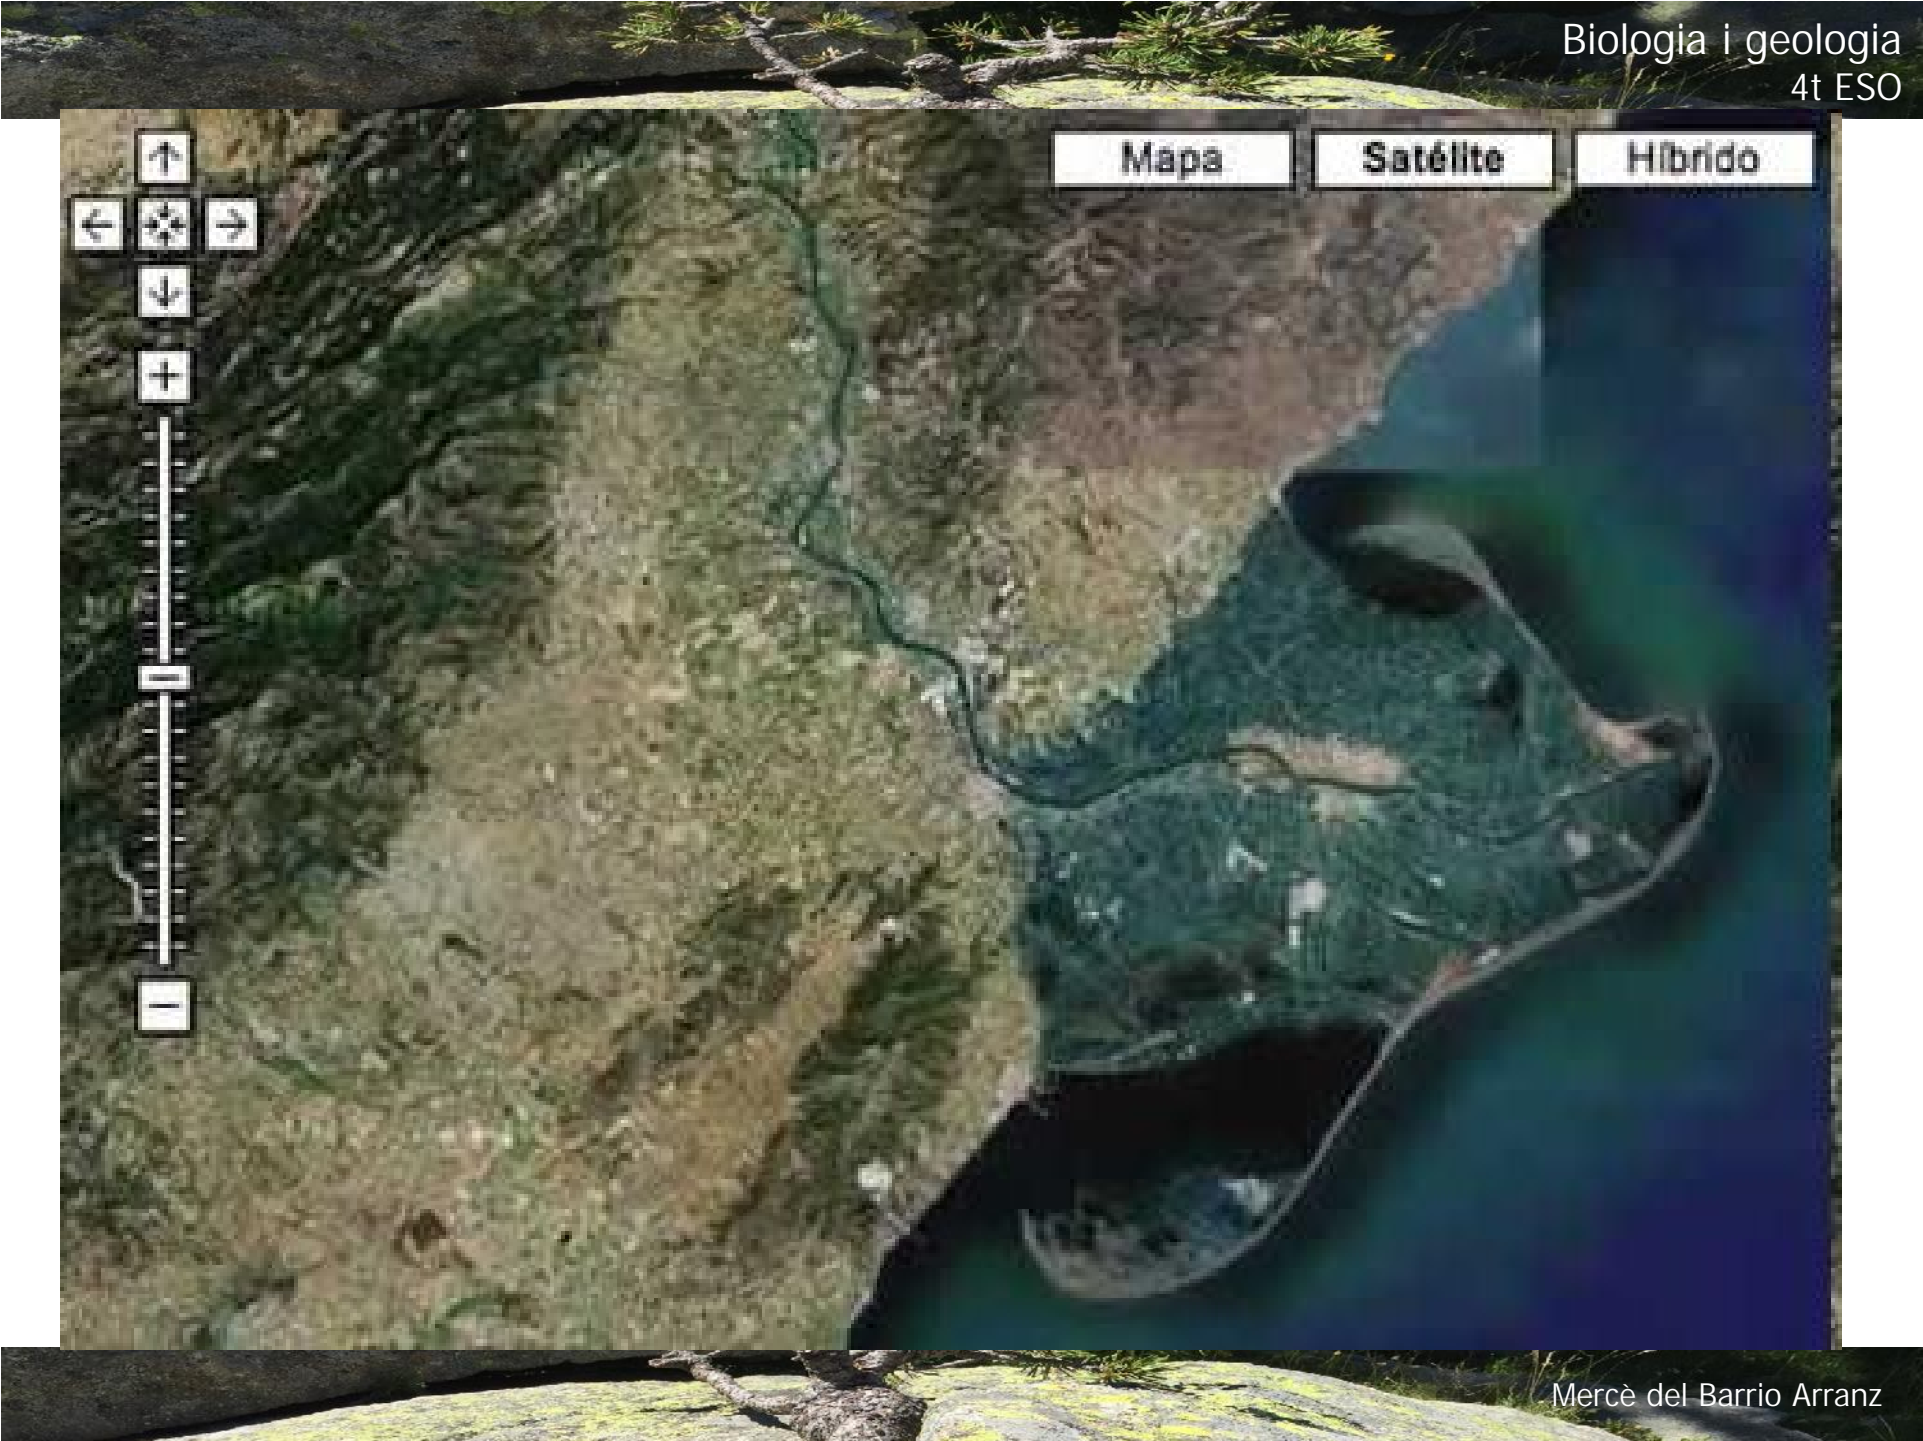 Biologia i geologia
4t ESO
Mapa
Satélite
Híbrido
Mercè del Barrio Arranz